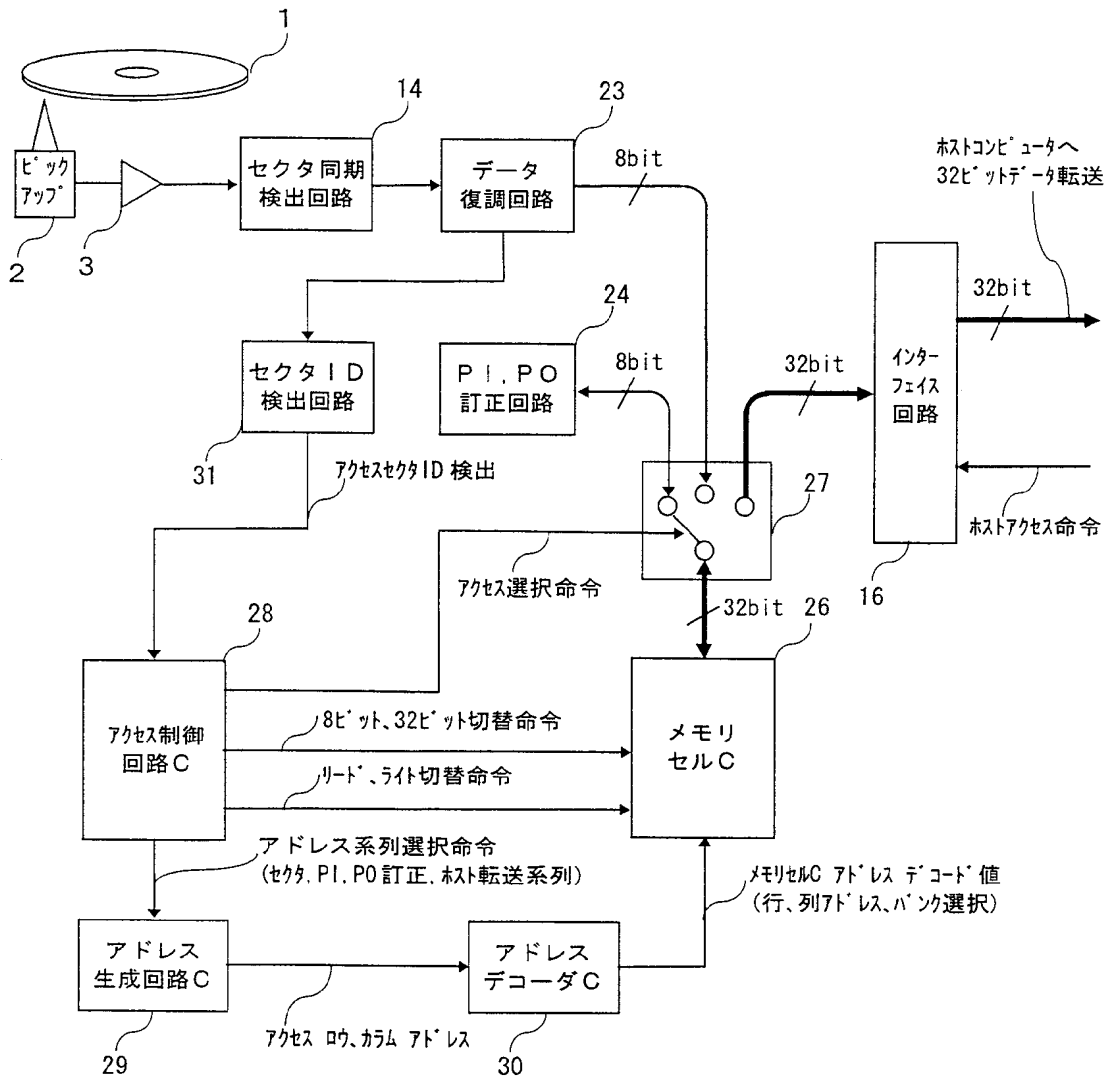 1
ピックアップ
2
3
14
セクタ同期
検出回路
23
データ
復調回路
8bit
ホストコンピュータへ
32ビットデータ転送
32bit
インター
フェイス
回路
ホストアクセス命令
16
24
PI,PO
訂正回路
8bit
32bit
セクタID
検出回路
31
アクセスセクタID 検出
27
アクセス選択命令
32bit
26
メモリ
セルC
28
アクセス制御
回路C
8ビット、32ビット切替命令
リード、ライト切替命令
アドレス系列選択命令
(セクタ, PI, PO 訂正, ホスト転送系列)
メモリセルC アドレス デコード値
(行、列アドレス、バンク選択)
アドレス
生成回路C
29
アクセス ロウ、カラム アドレス
アドレス
デコーダC
30